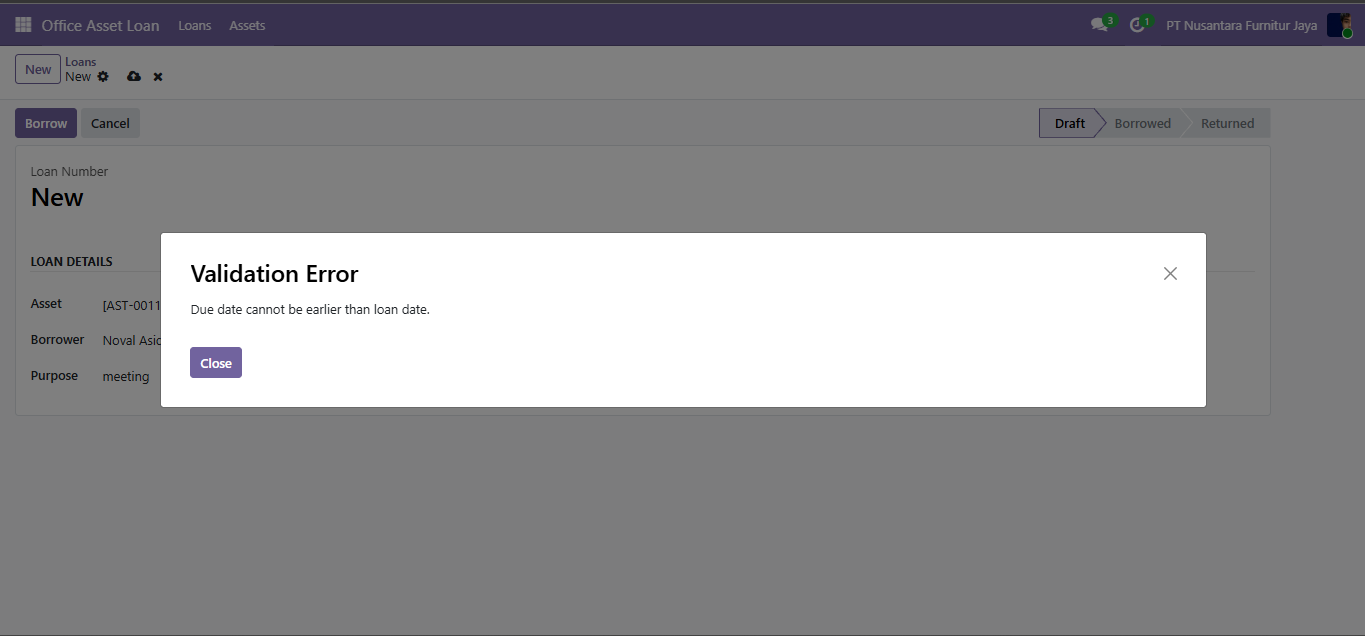 Office Asset Loan Loans Assets 3 1 PT Nusantara Furnitur Jaya
New Loans
New
Borrow Cancel Draft Borrowed Returned
Loan Number
New
LOAN DETAILS
Validation Error
Due date cannot be earlier than loan date.
Close
Asset [AST-0011
Borrower Noval
Purpose meeting